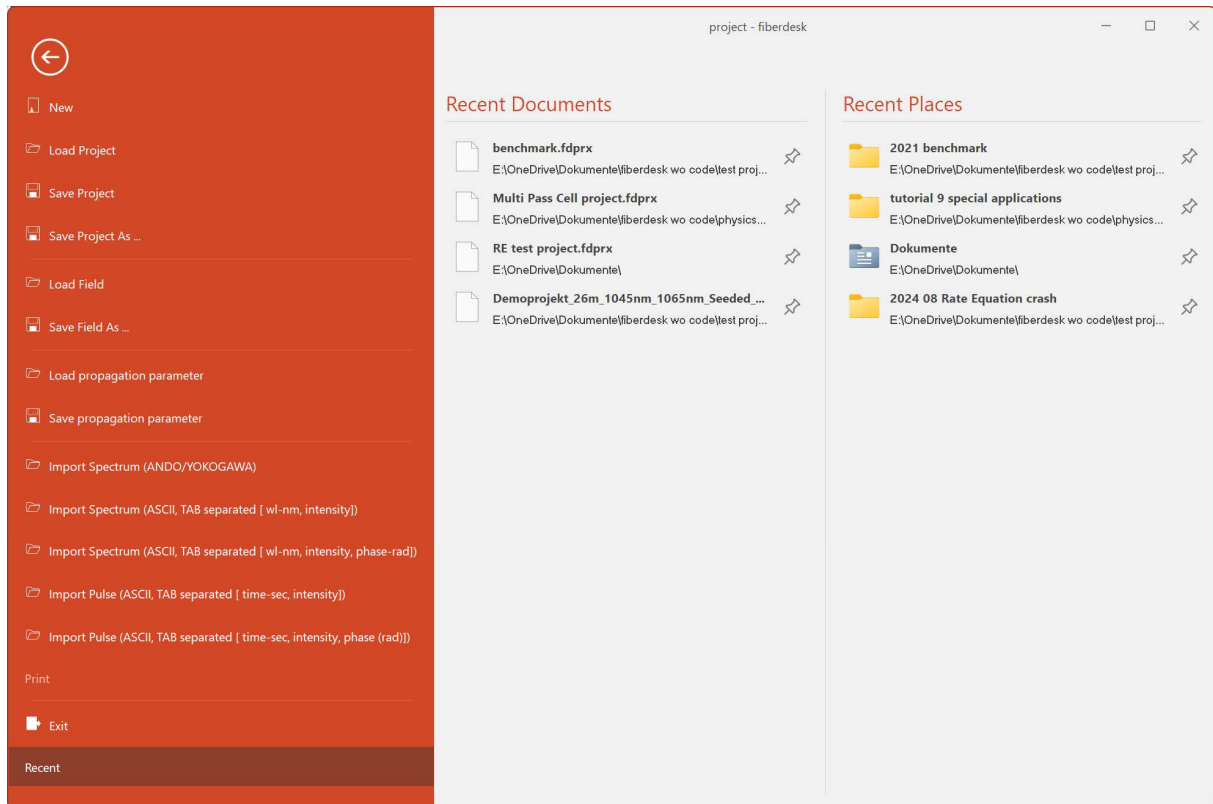 project - fiberdesk
New
Load Project
Save Project
Save Project As ...
Load Field
Save Field As ...
Load propagation parameter
Save propagation parameter
Import Spectrum (ANDO/YOKOGAWA)
Import Spectrum (ASCII, TAB separated [ wl-nm, intensity])
Import Spectrum (ASCII, TAB separated [ wl-nm, intensity, phase-rad])
Import Pulse (ASCII, TAB separated [ time-sec, intensity])
Import Pulse (ASCII, TAB separated [ time-sec, intensity, phase (rad)])
Print
Exit
Recent
Recent Documents
benchmark.fdprx
E:\OneDrive\Dokumente\fiberdesk wo code\test proj...
Multi Pass Cell project.fdprx
E:\OneDrive\Dokumente\fiberdesk wo code\physics...
RE test project.fdprx
E:\OneDrive\Dokumente\
Demoprojekt_26m_1045nm_1065nm_Seeded_...
E:\OneDrive\Dokumente\fiberdesk wo code\test proj...
Recent Places
2021 benchmark
E:\OneDrive\Dokumente\fiberdesk wo code\test proj...
tutorial 9 special applications
E:\OneDrive\Dokumente\fiberdesk wo code\physics...
Dokumente
E:\OneDrive\Dokumente\
2024 08 Rate Equation crash
E:\OneDrive\Dokumente\fiberdesk wo code\test proj...